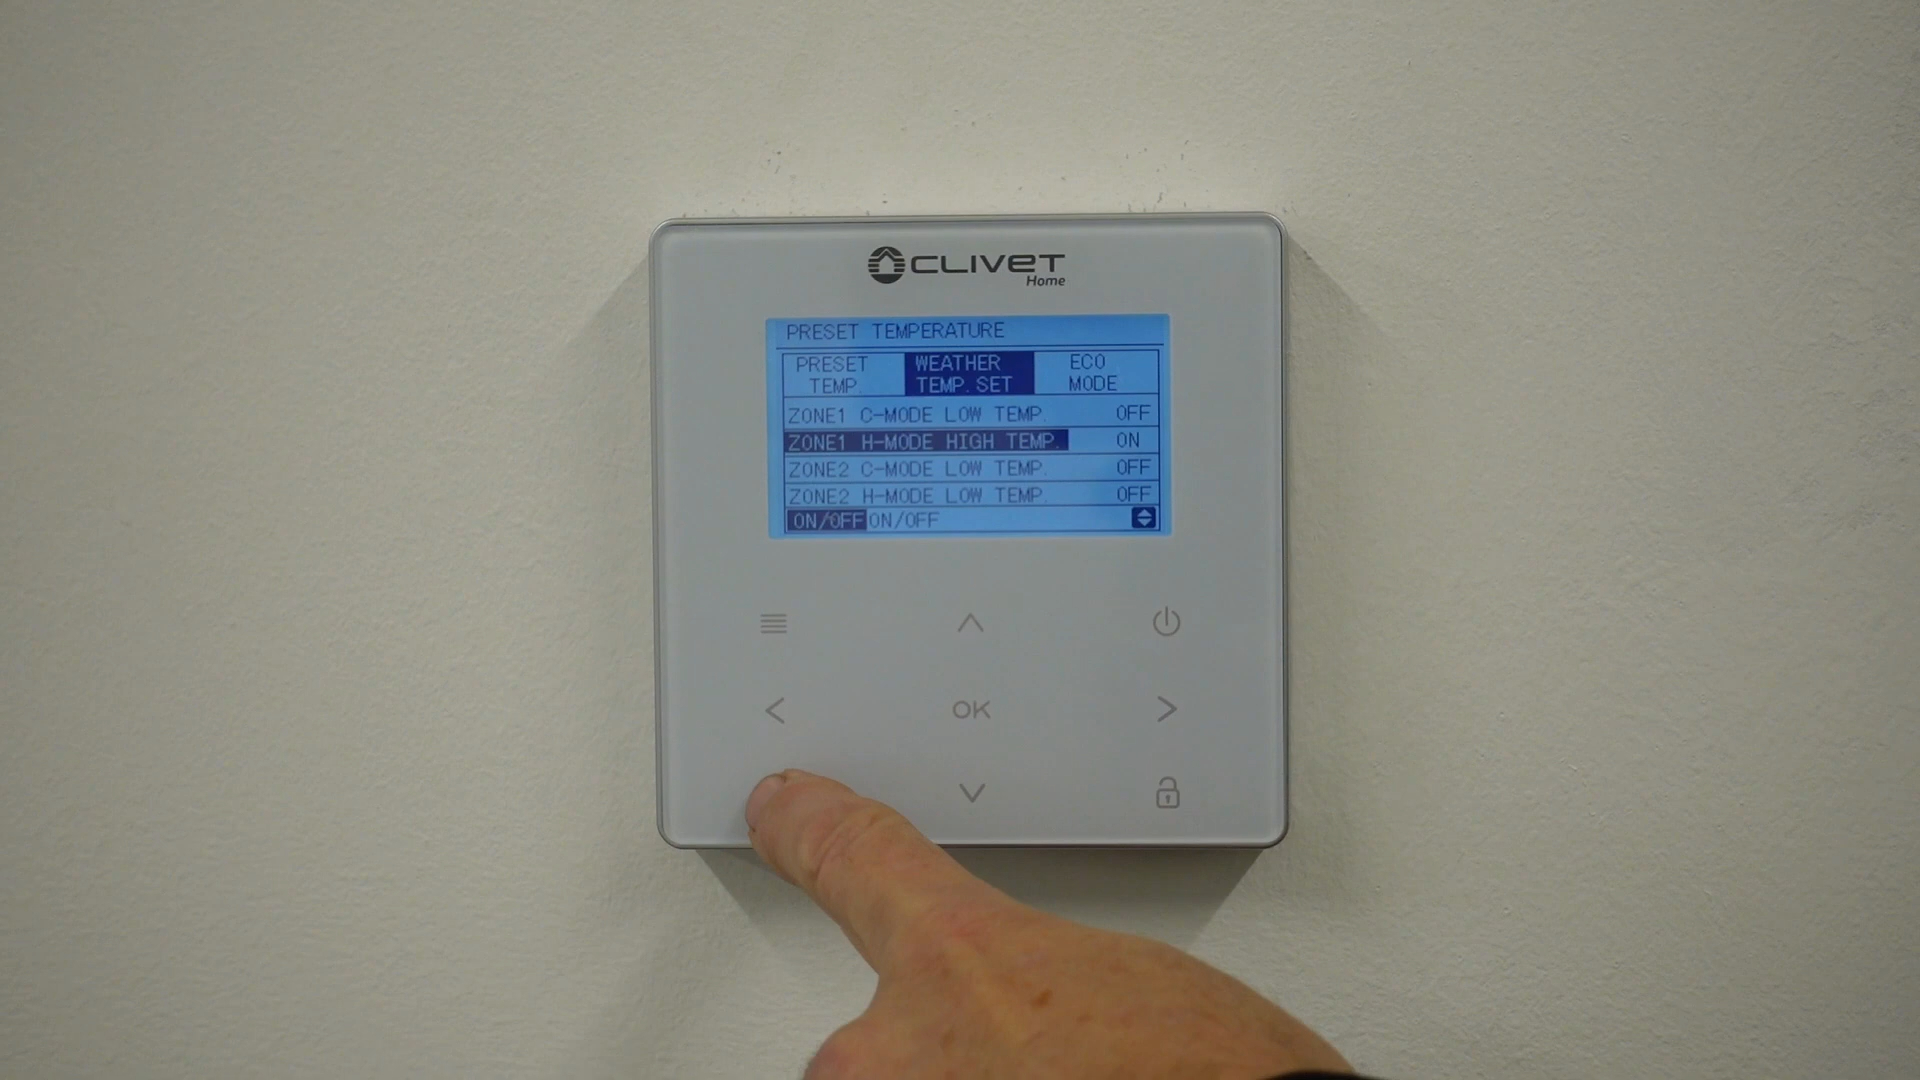 CLIVET
Home
PRESET TEMPERATURE
PRESET TEMP. WEATHER TEMP. SET ECO MODE
ZONE1 C-MODE LOW TEMP. OFF
ZONE1 H-MODE HIGH TEMP. ON
ZONE2 C-MODE LOW TEMP. OFF
ZONE2 H-MODE LOW TEMP. OFF
ON/OFF ON/OFF
OK